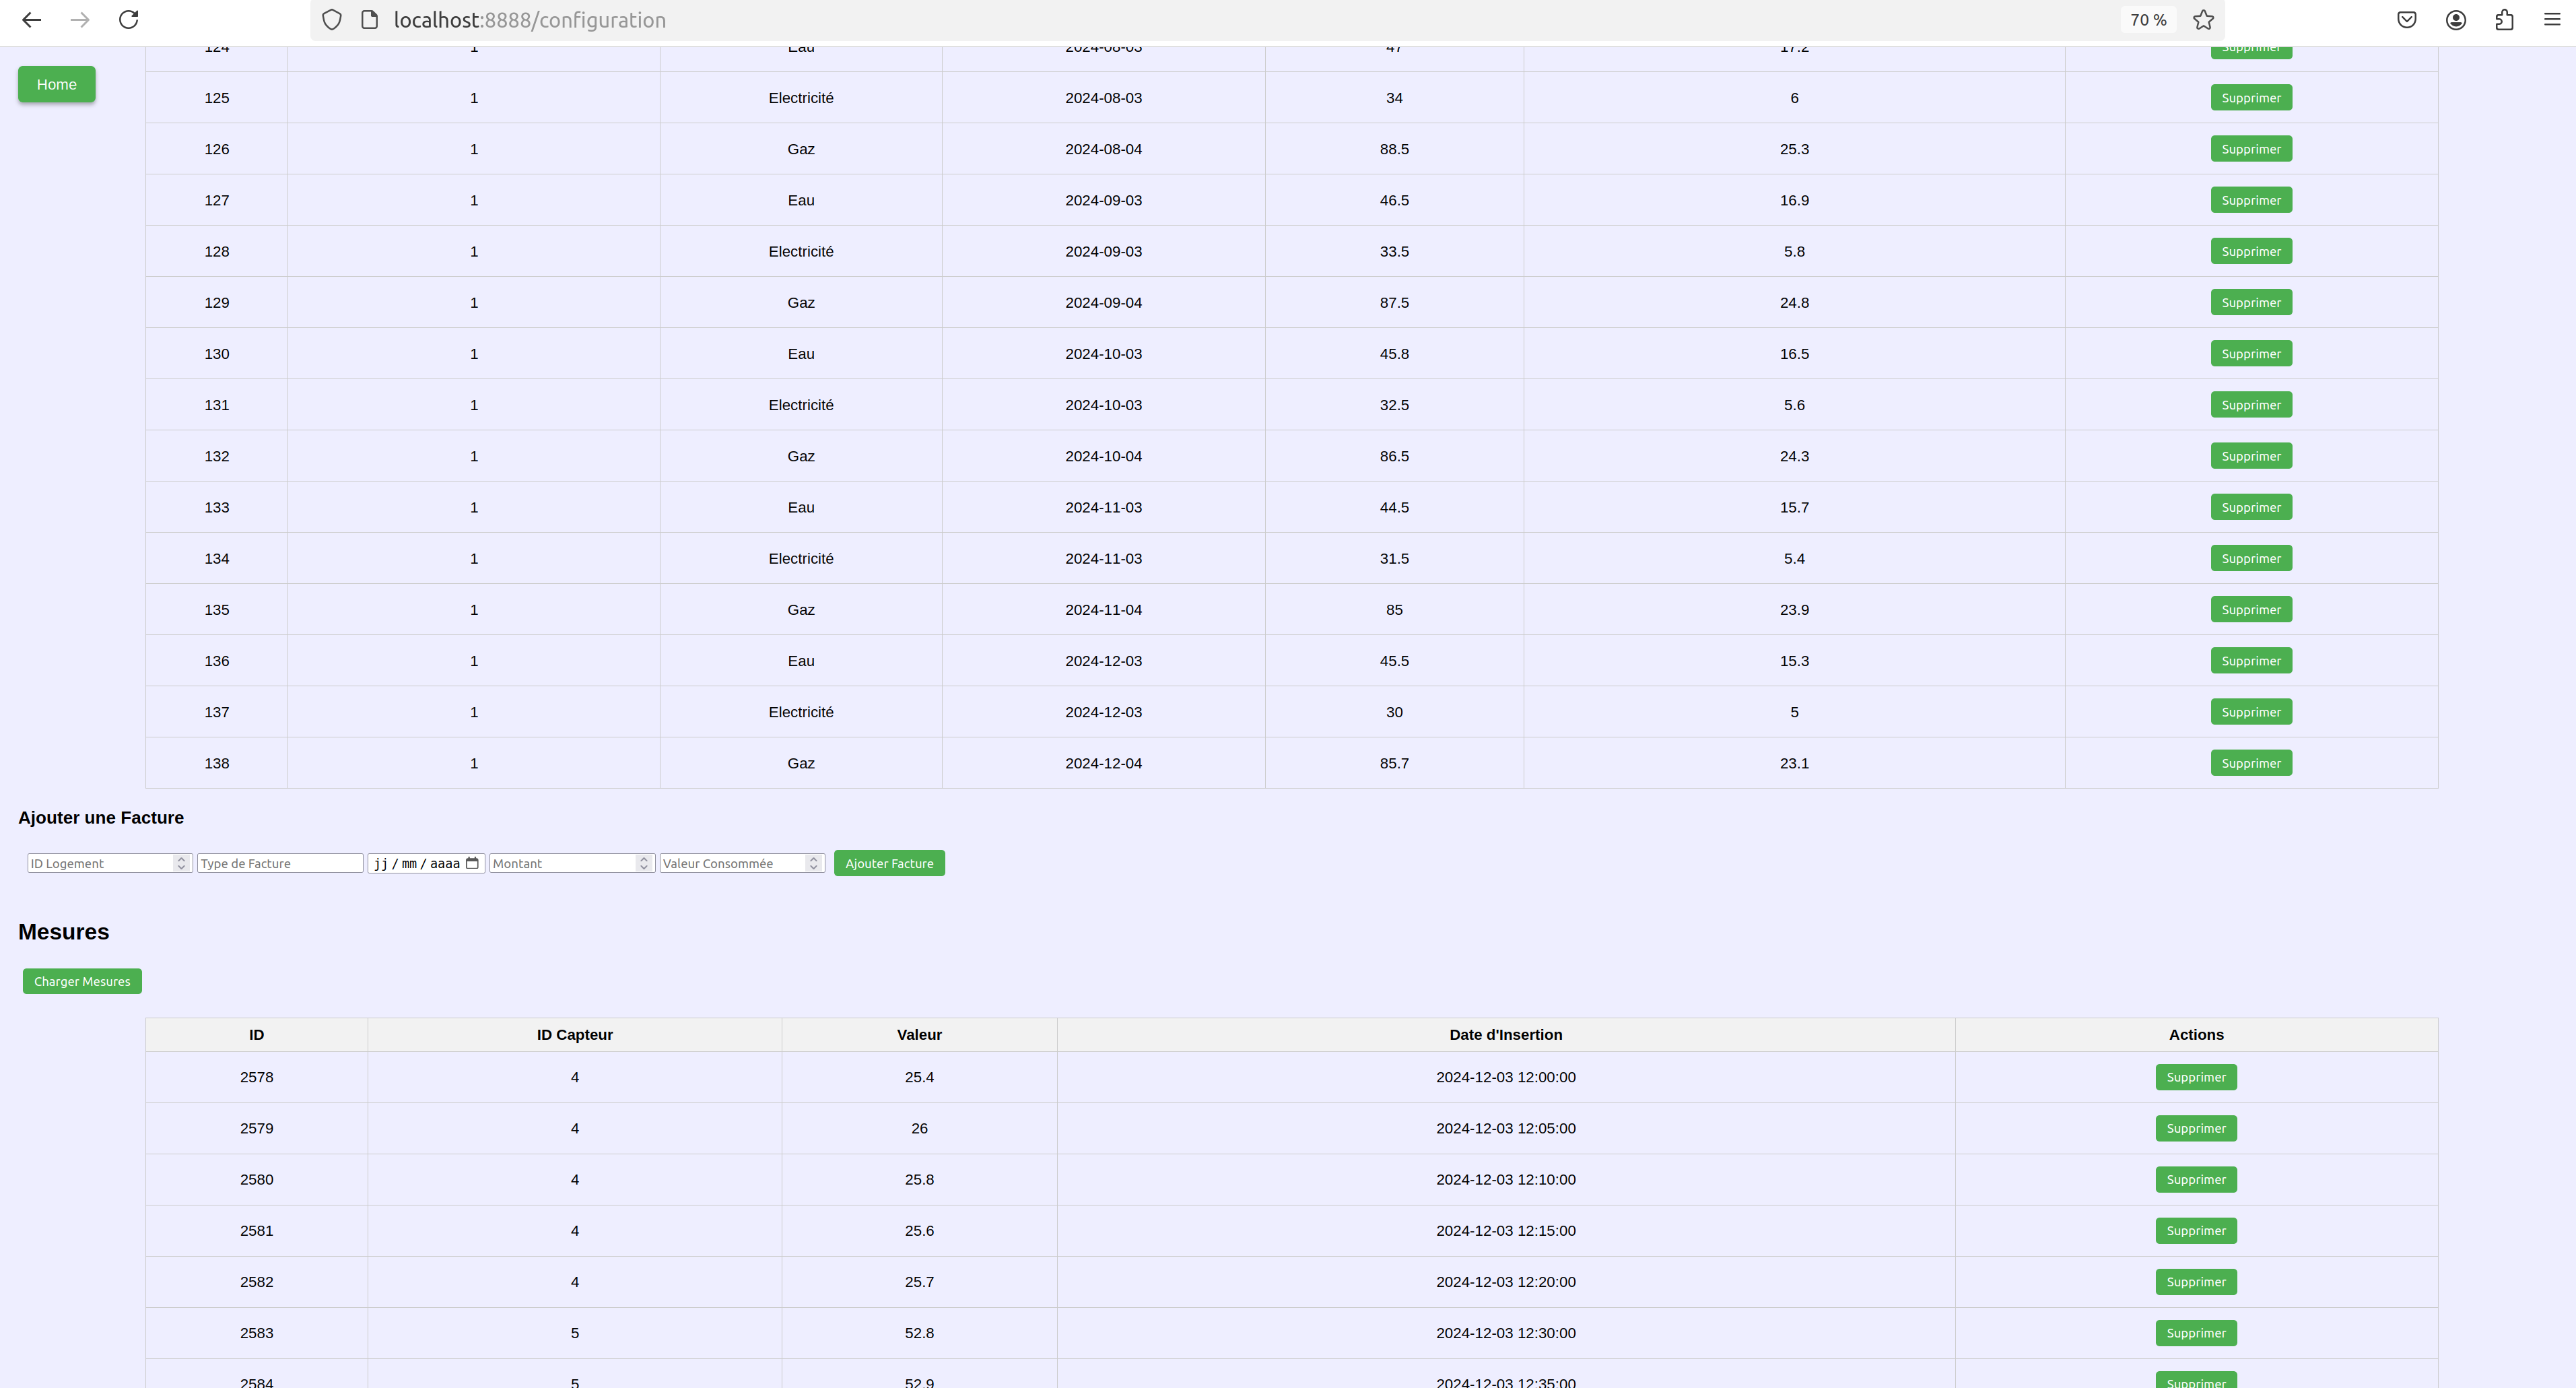 localhost:8888/configuration 70 %
124 1 Eau 2024-08-03 47 17.2 Supprimer
Home
125 1 Electricité 2024-08-03 34 6 Supprimer
126 1 Gaz 2024-08-04 88.5 25.3 Supprimer
127 1 Eau 2024-09-03 46.5 16.9 Supprimer
128 1 Electricité 2024-09-03 33.5 5.8 Supprimer
129 1 Gaz 2024-09-04 87.5 24.8 Supprimer
130 1 Eau 2024-10-03 45.8 16.5 Supprimer
131 1 Electricité 2024-10-03 32.5 5.6 Supprimer
132 1 Gaz 2024-10-04 86.5 24.3 Supprimer
133 1 Eau 2024-11-03 44.5 15.7 Supprimer
134 1 Electricité 2024-11-03 31.5 5.4 Supprimer
135 1 Gaz 2024-11-04 85 23.9 Supprimer
136 1 Eau 2024-12-03 45.5 15.3 Supprimer
137 1 Electricité 2024-12-03 30 5 Supprimer
138 1 Gaz 2024-12-04 85.7 23.1 Supprimer
Ajouter une Facture
ID Logement Type de Facture jj / mm / aaaa Montant Valeur Consommée Ajouter Facture
Mesures
Charger Mesures
ID ID Capteur Valeur Date d'Insertion Actions
2578 4 25.4 2024-12-03 12:00:00 Supprimer
2579 4 26 2024-12-03 12:05:00 Supprimer
2580 4 25.8 2024-12-03 12:10:00 Supprimer
2581 4 25.6 2024-12-03 12:15:00 Supprimer
2582 4 25.7 2024-12-03 12:20:00 Supprimer
2583 5 52.8 2024-12-03 12:30:00 Supprimer
2584 5 52.9 2024-12-03 12:35:00 Supprimer